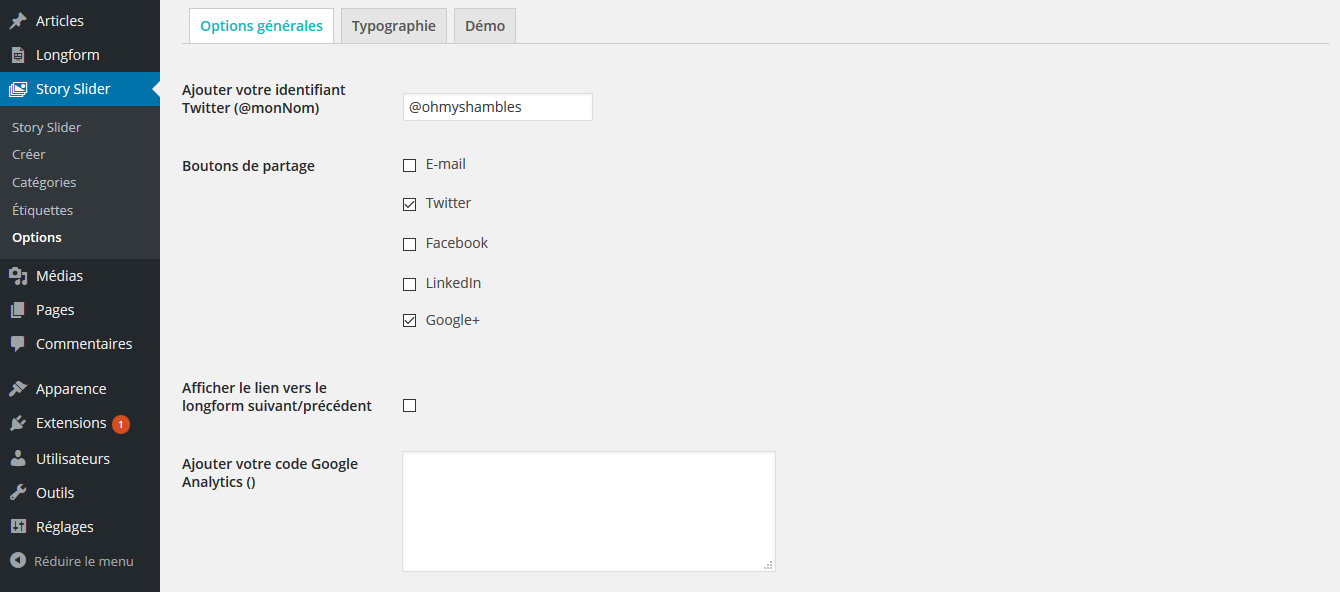 Articles
Longform
Story Slider
Story Slider
Créer
Catégories
Étiquettes
Options
Médias
Pages
Commentaires
Apparence
Extensions 1
Utilisateurs
Outils
Réglages
Réduire le menu
Options générales
Typographie
Démo
Ajouter votre identifiant
Twitter (@monNom)
@ohmyshambles
Boutons de partage
E-mail
Twitter
Facebook
LinkedIn
Google+
Afficher le lien vers le
longform suivant/précédent
Ajouter votre code Google
Analytics ()